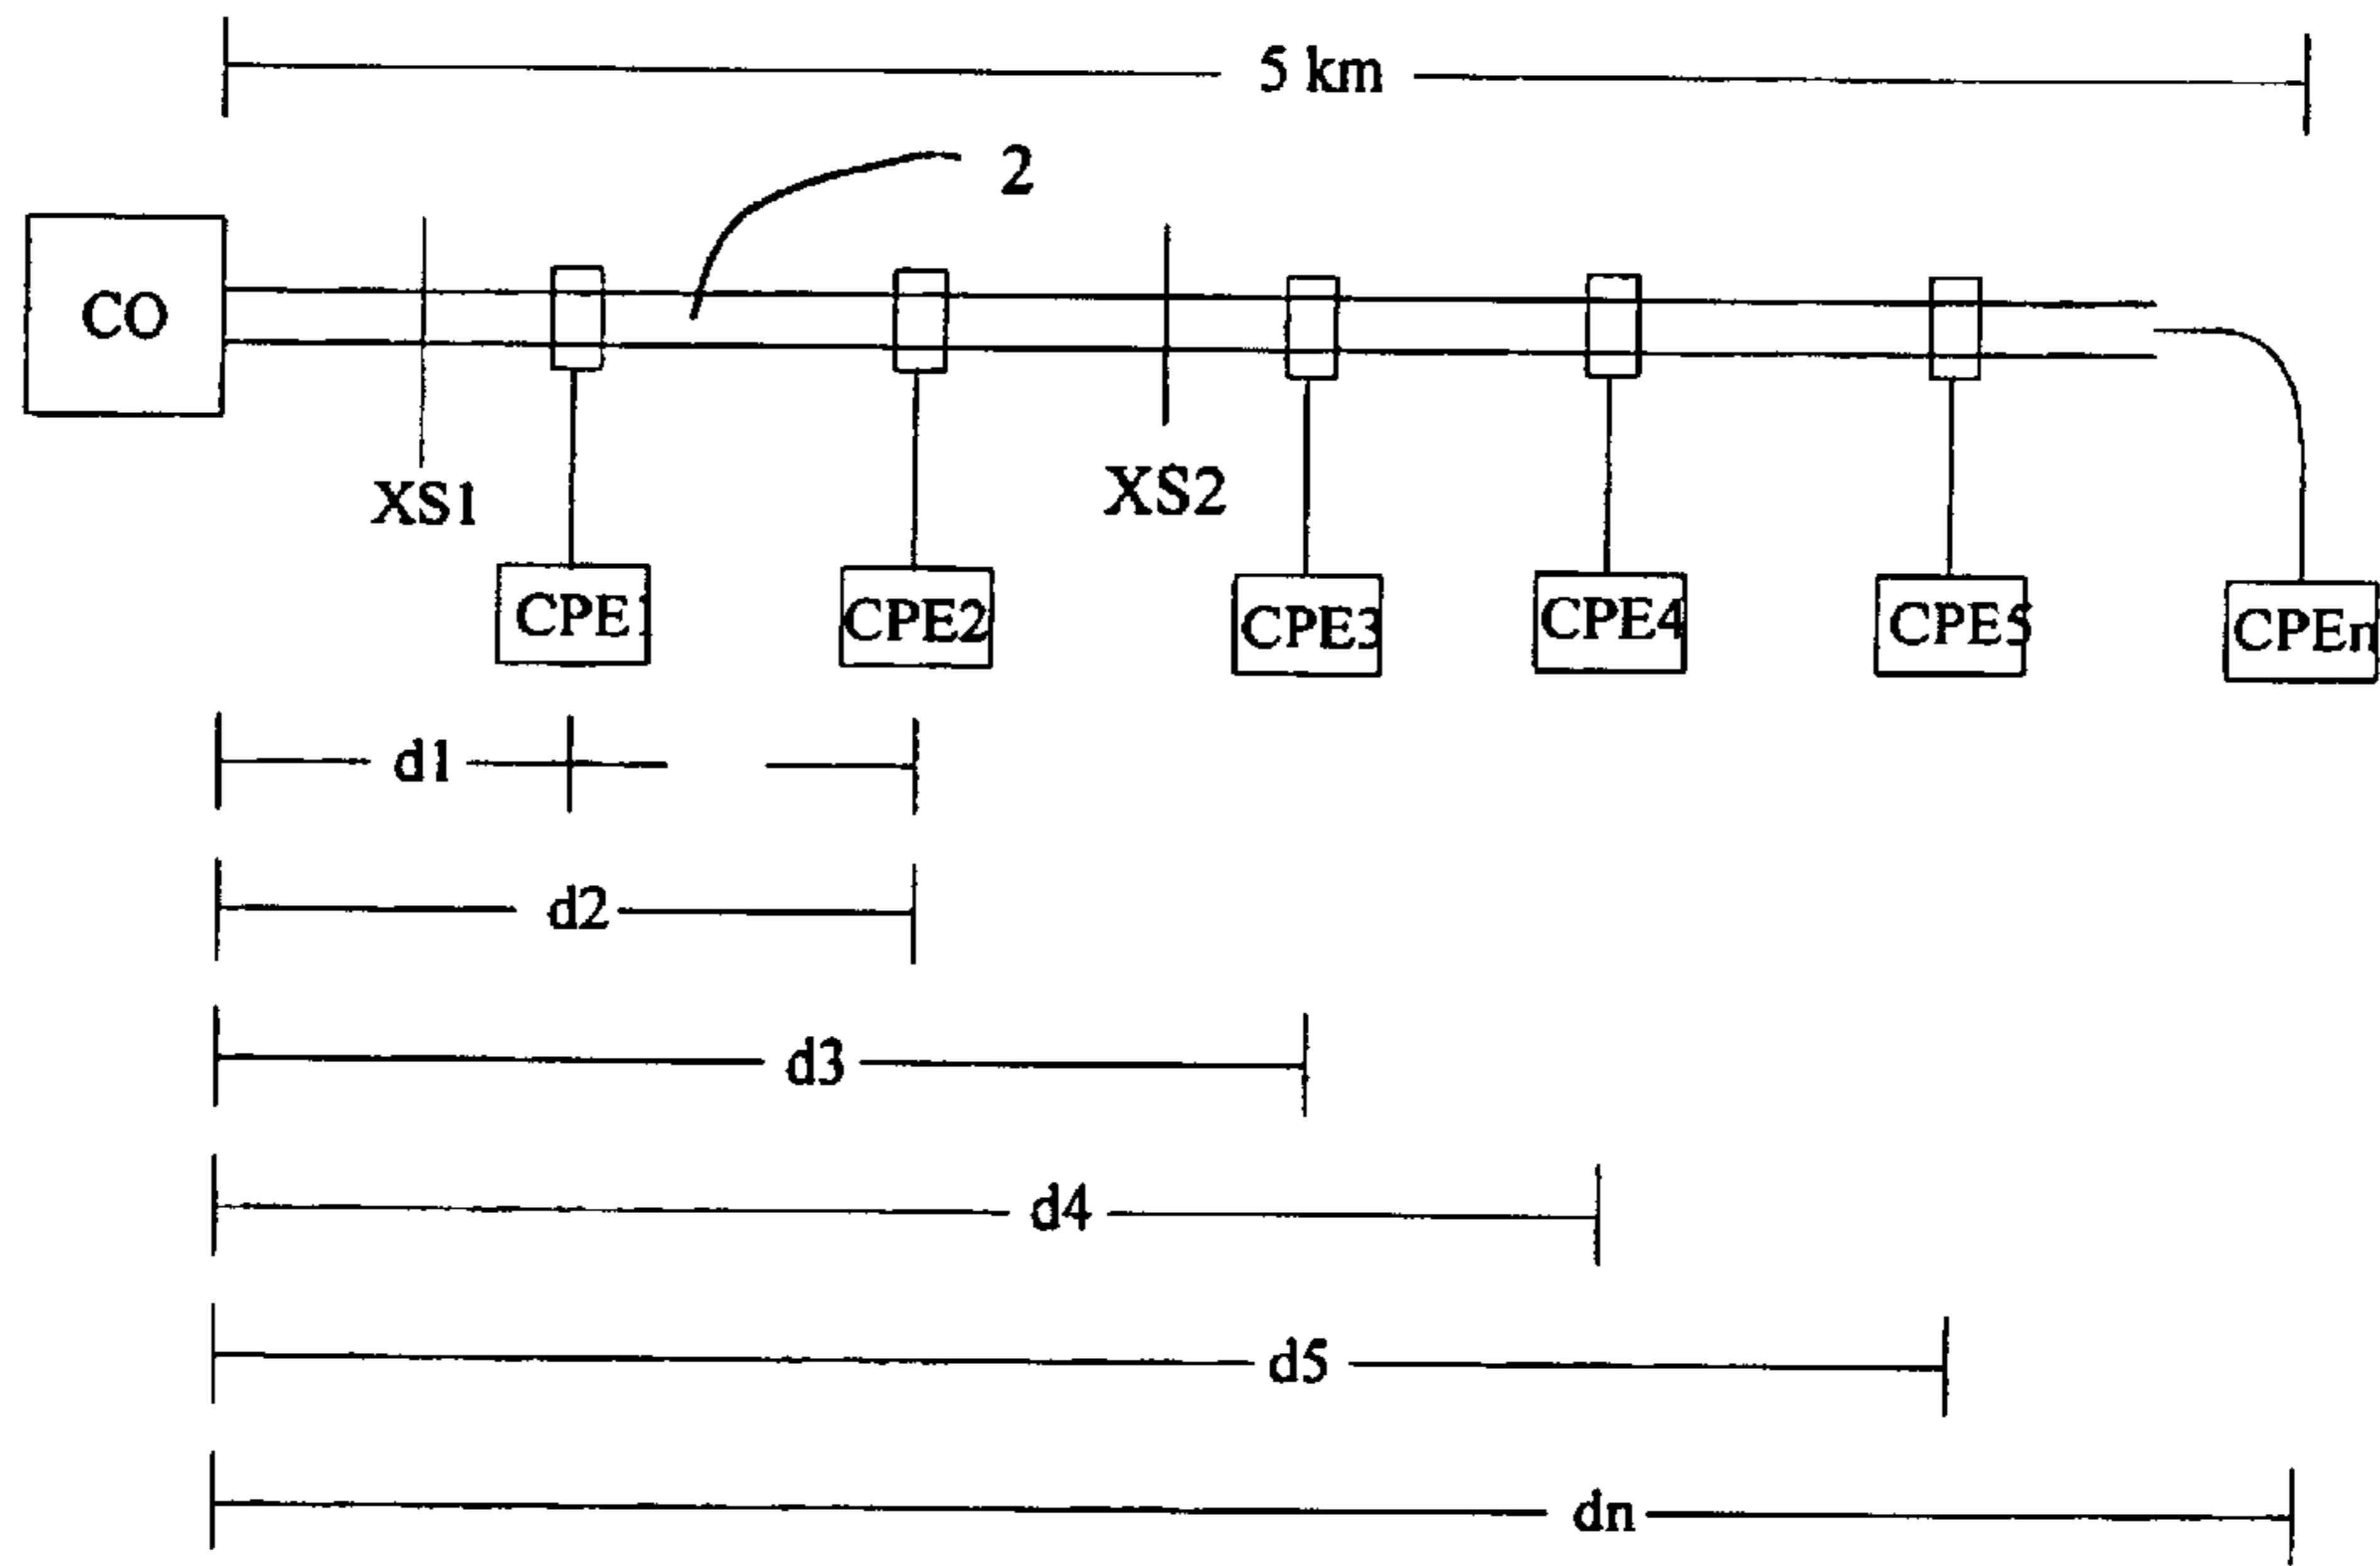 5 km
2
CO
XS1
XS2
CPE1
CPE2
CPE3
CPE4
CPE5
CPEn
d1
d2
d3
d4
d5
dn